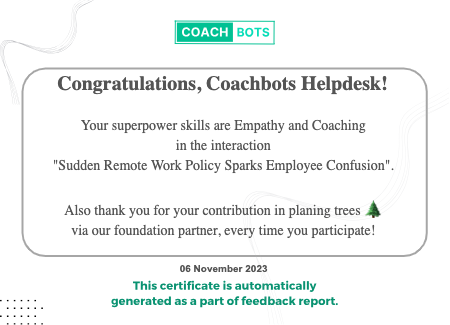 COACH BOTS
Congratulations, Coachbots Helpdesk!
Your superpower skills are Empathy and Coaching
in the interaction
"Sudden Remote Work Policy Sparks Employee Confusion".
Also thank you for your contribution in planing trees 🌲
via our foundation partner, every time you participate!
06 November 2023
This certificate is automatically
generated as a part of feedback report.